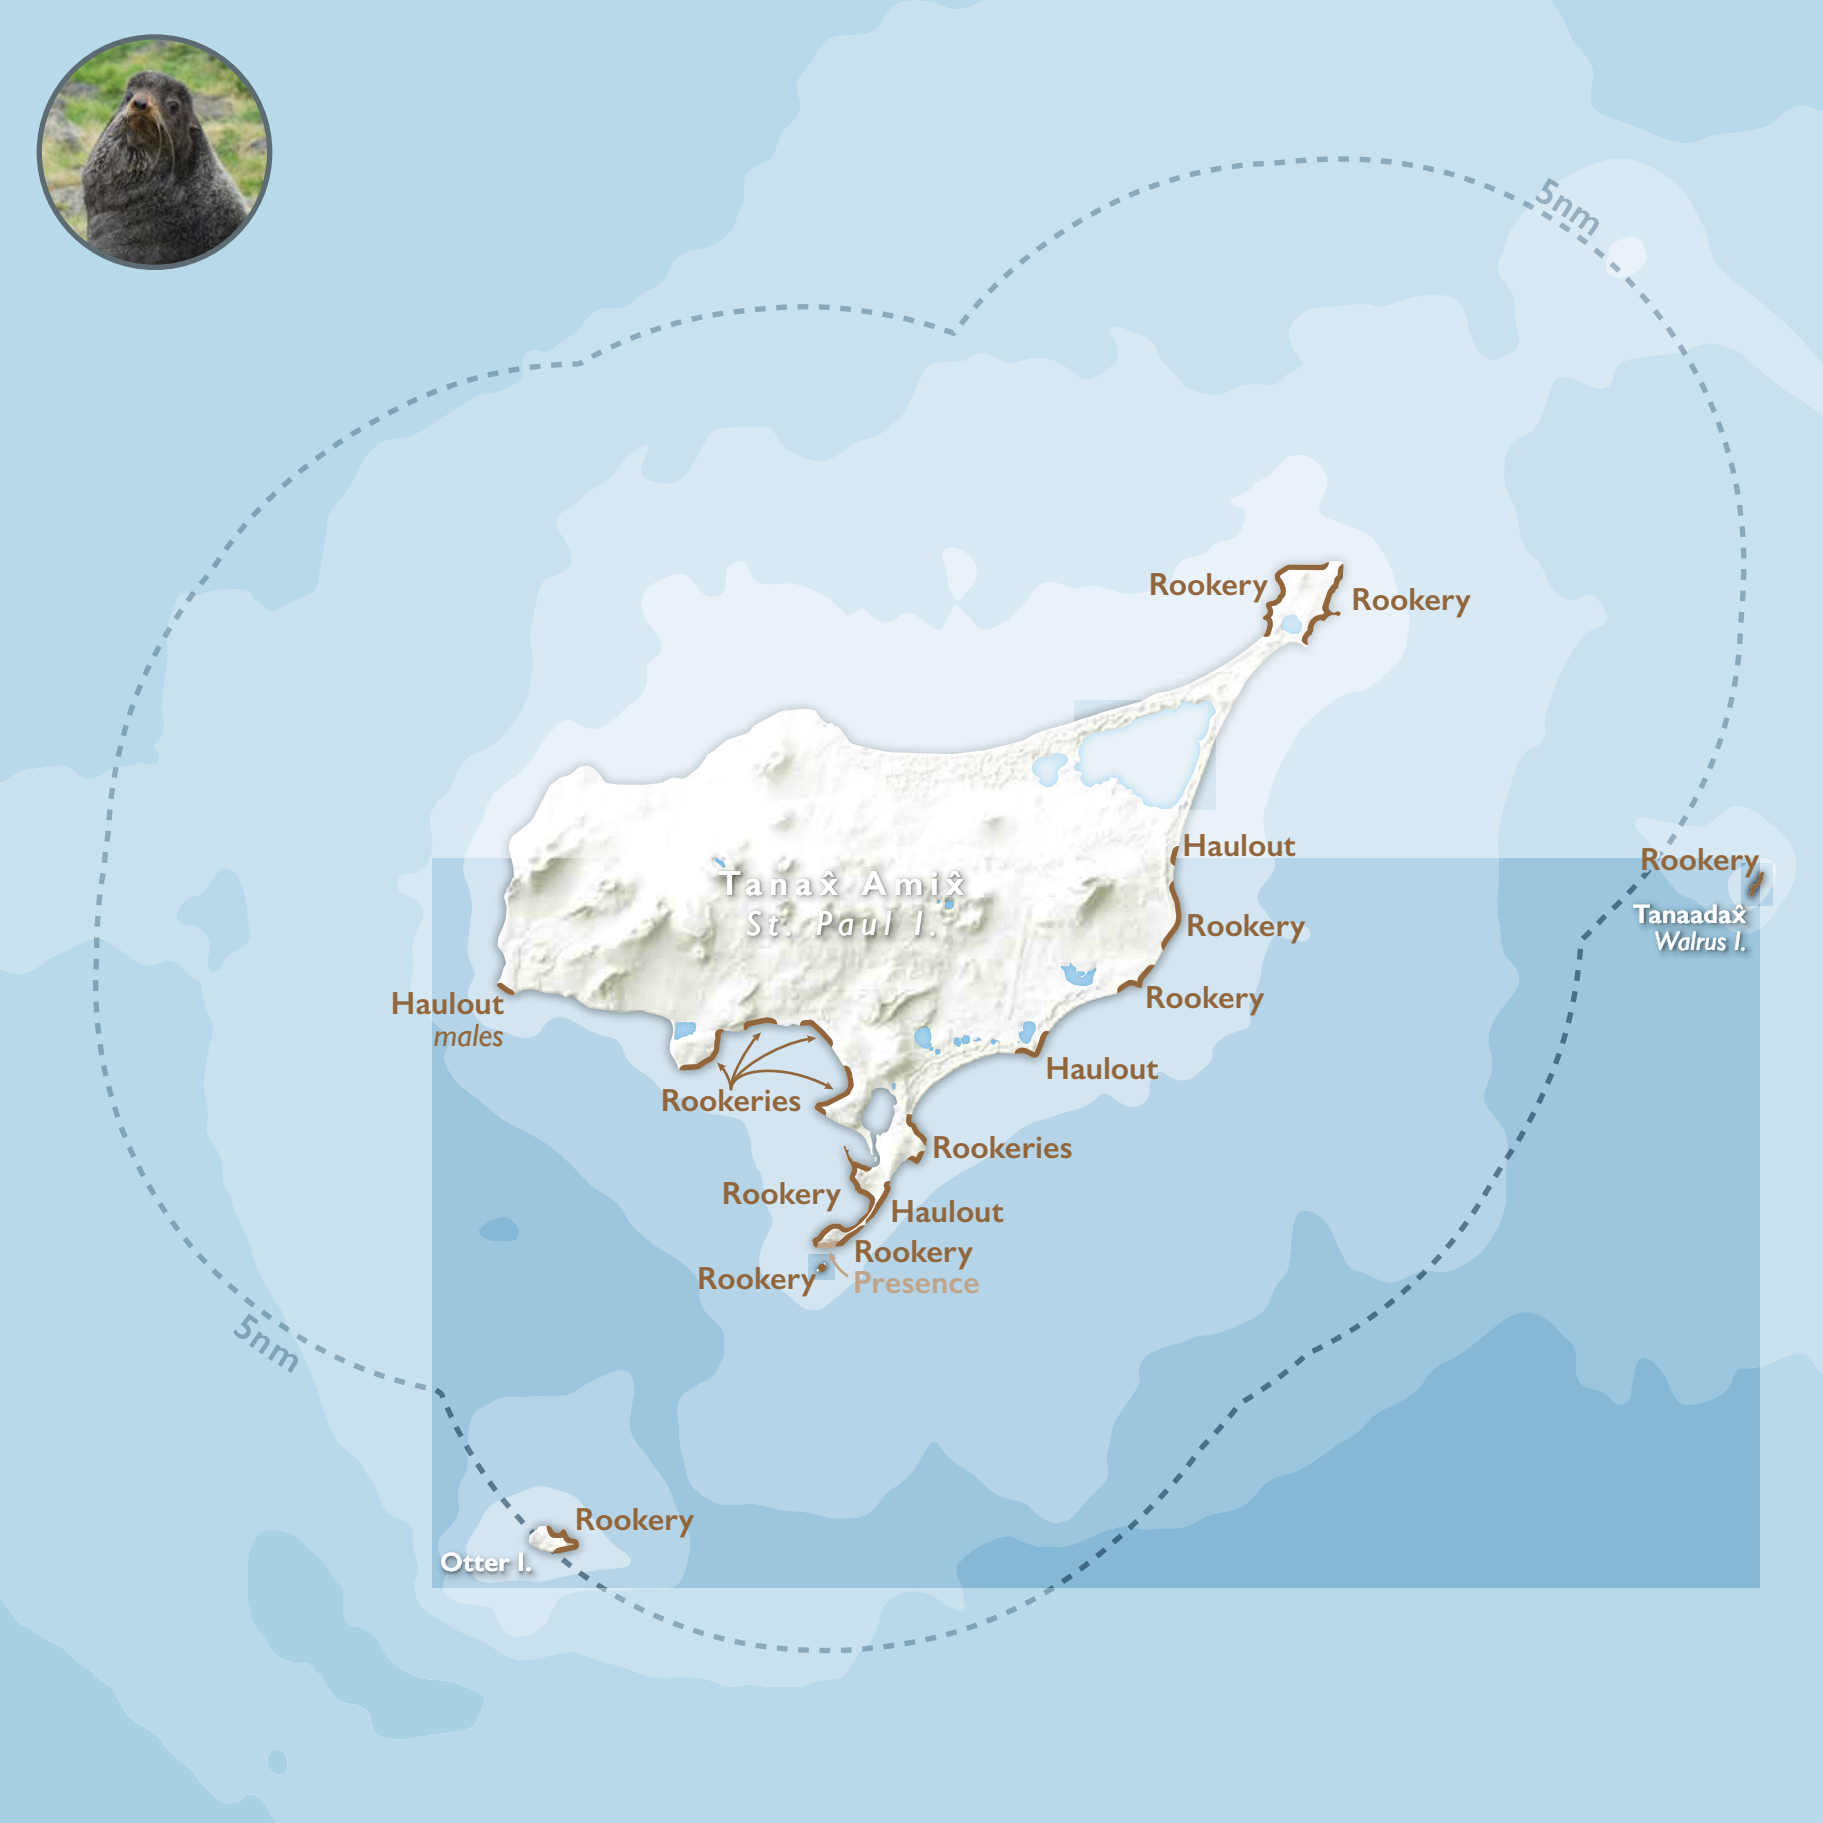 5nm
Rookery
Rookery
Haulout
Rookery
Tanax̂ Amix̂
St. Paul I.
Tanaadax̂
Walrus I.
Rookery
Rookery
Haulout
males
Haulout
Rookeries
Rookeries
Rookery
Haulout
Rookery
Rookery
Presence
5nm
Rookery
Otter I.